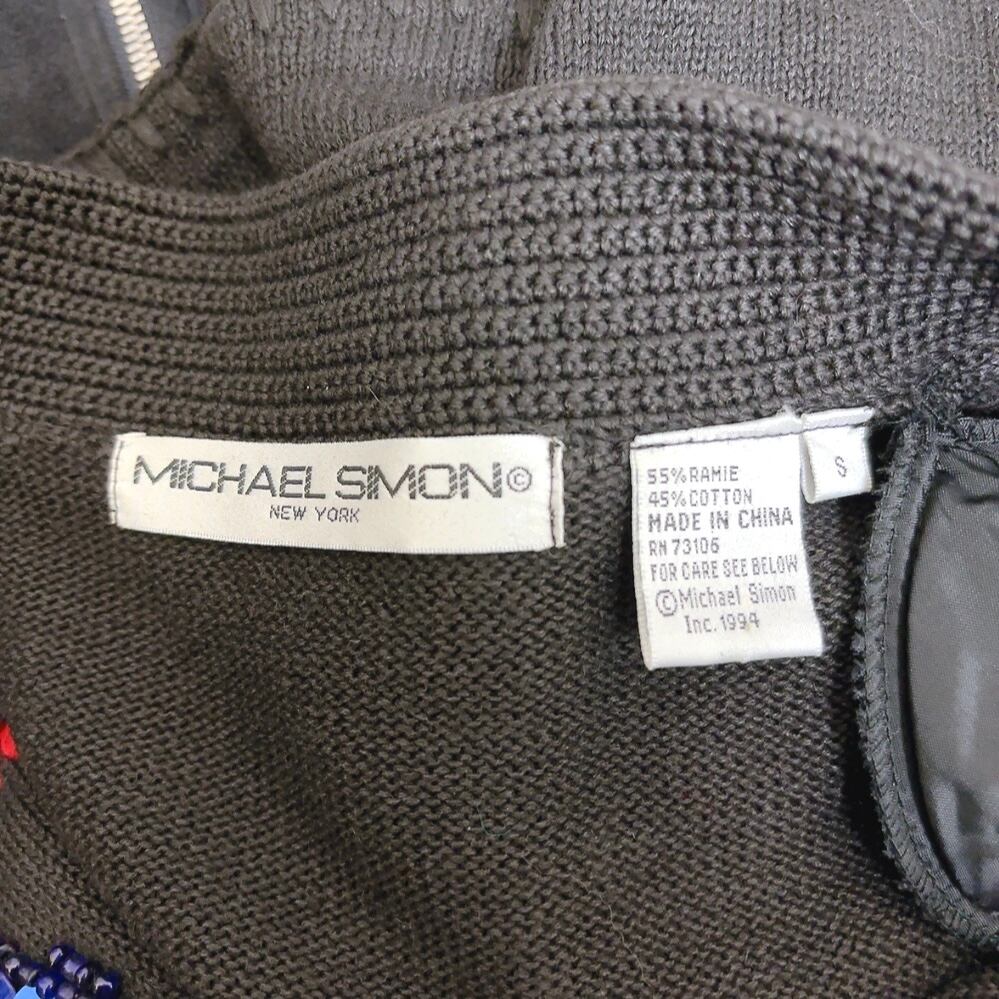 MICHAEL SIMON©
NEW YORK
S
55%RAMIE
45%COTTON
MADE IN CHINA
RN 73106
FOR CARE SEE BELOW
©Michael Simon
Inc. 1994